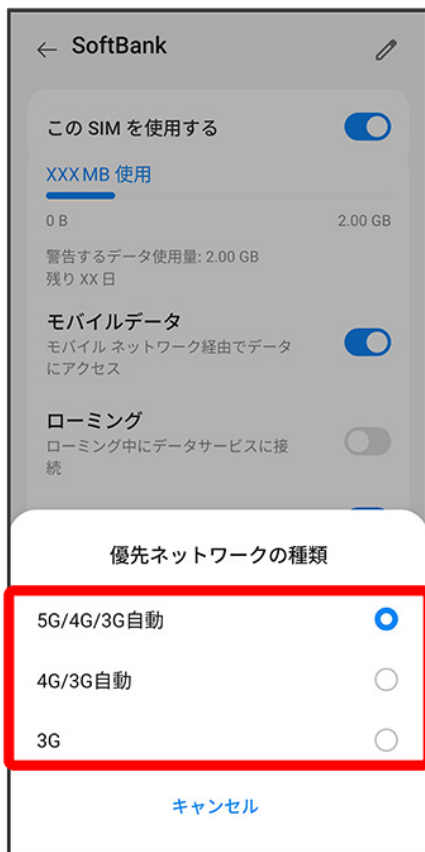 SoftBank
この SIM を使用する
XXX MB 使用
0 B 2.00 GB
警告するデータ使用量: 2.00 GB
残り XX 日
モバイルデータ
モバイル ネットワーク経由でデータ
にアクセス
ローミング
ローミング中にデータサービスに接
続
優先ネットワークの種類
5G/4G/3G自動
4G/3G自動
3G
キャンセル